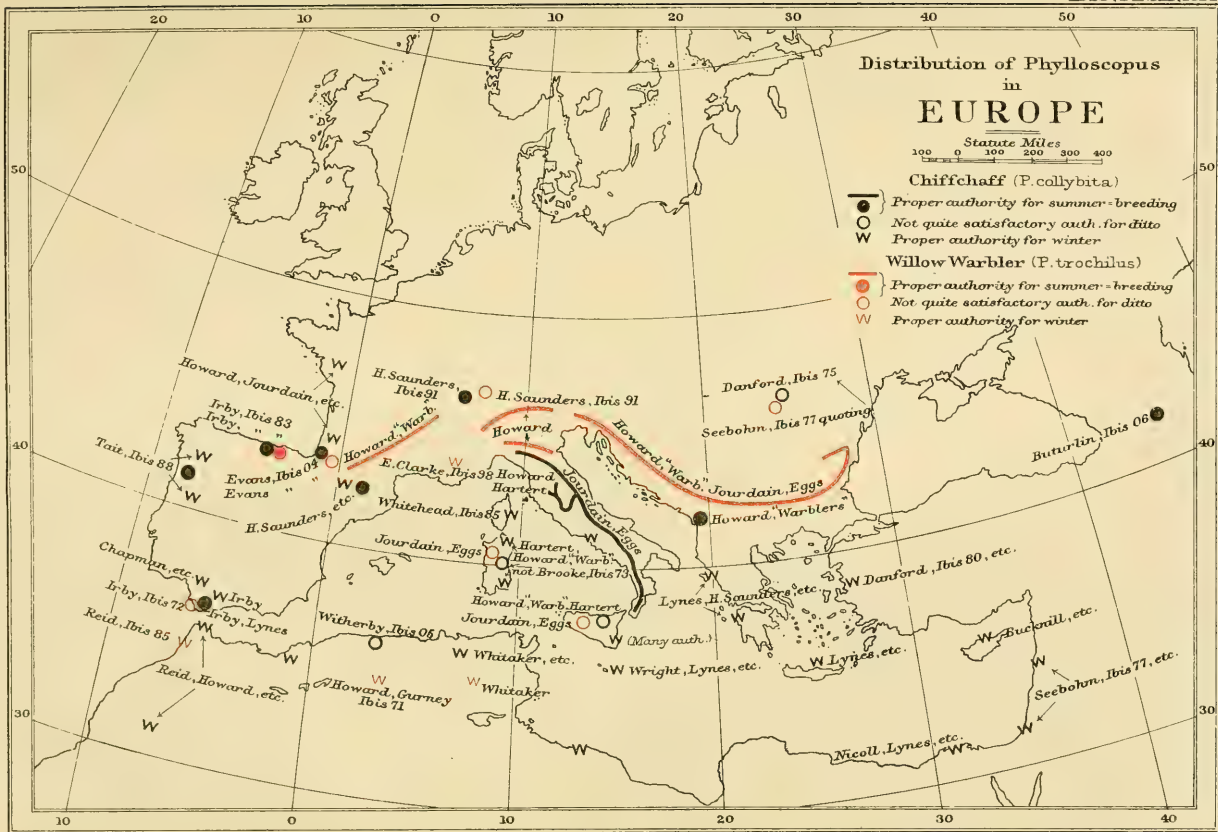 20 10 0 10 20 30 40 50
Distribution of Phylloscopus
in
EUROPE
Statute Miles
100 0 100 200 300 400
Chiffchaff (P. collybita)
Proper authority for summer=breeding
Not quite satisfactory auth. for ditto
W Proper authority for winter
Willow Warbler (P. trochilus)
Proper authority for summer=breeding
Not quite satisfactory auth. for ditto
W Proper authority for winter
50
50
40
40
30
30
W
Howard, Jourdain, etc.
H. Saunders,
Ibis 91
H. Saunders, Ibis 91
Danford, Ibis 75
Seebohm, Ibis 77 quoting
Buturlin, Ibis 06
Irby, Ibis 83
Irby, " "
W
Howard, "Warb."
Howard
Howard, "Warb." Jourdain, Eggs
Tait, Ibis 88
W
W
Evans, Ibis 04
Evans " "
W
E. Clarke, Ibis 98
W
Howard
Hartert
Jourdain, Eggs
H. Saunders, etc.
W
Whitehead, Ibis 85
W
Howard, "Warblers"
Jourdain, Eggs
W
Hartert,
Howard, "Warb."
not Brooke, Ibis 73
W
W
Chapman, etc.
W
W
Irby
Irby, Ibis 72
Irby, Lynes
W
Howard, "Warb." Hartert
Jourdain, Eggs
W
(Many auth.)
Lynes, H. Saunders, etc.
W
W
W
Danford, Ibis 80, etc.
Reid, Ibis 85
W
Witherby, Ibis 05
W
Whitaker, etc.
W
Wright, Lynes, etc.
W
Lynes, etc.
W
Bucknill, etc.
W
Reid, Howard, etc.
W
W
W
Howard, Gurney
Ibis 71
W
Whitaker
W
Seebohm, Ibis 77, etc.
W
W
W
Nicoll, Lynes, etc.
W
10 0 10 20 30 40